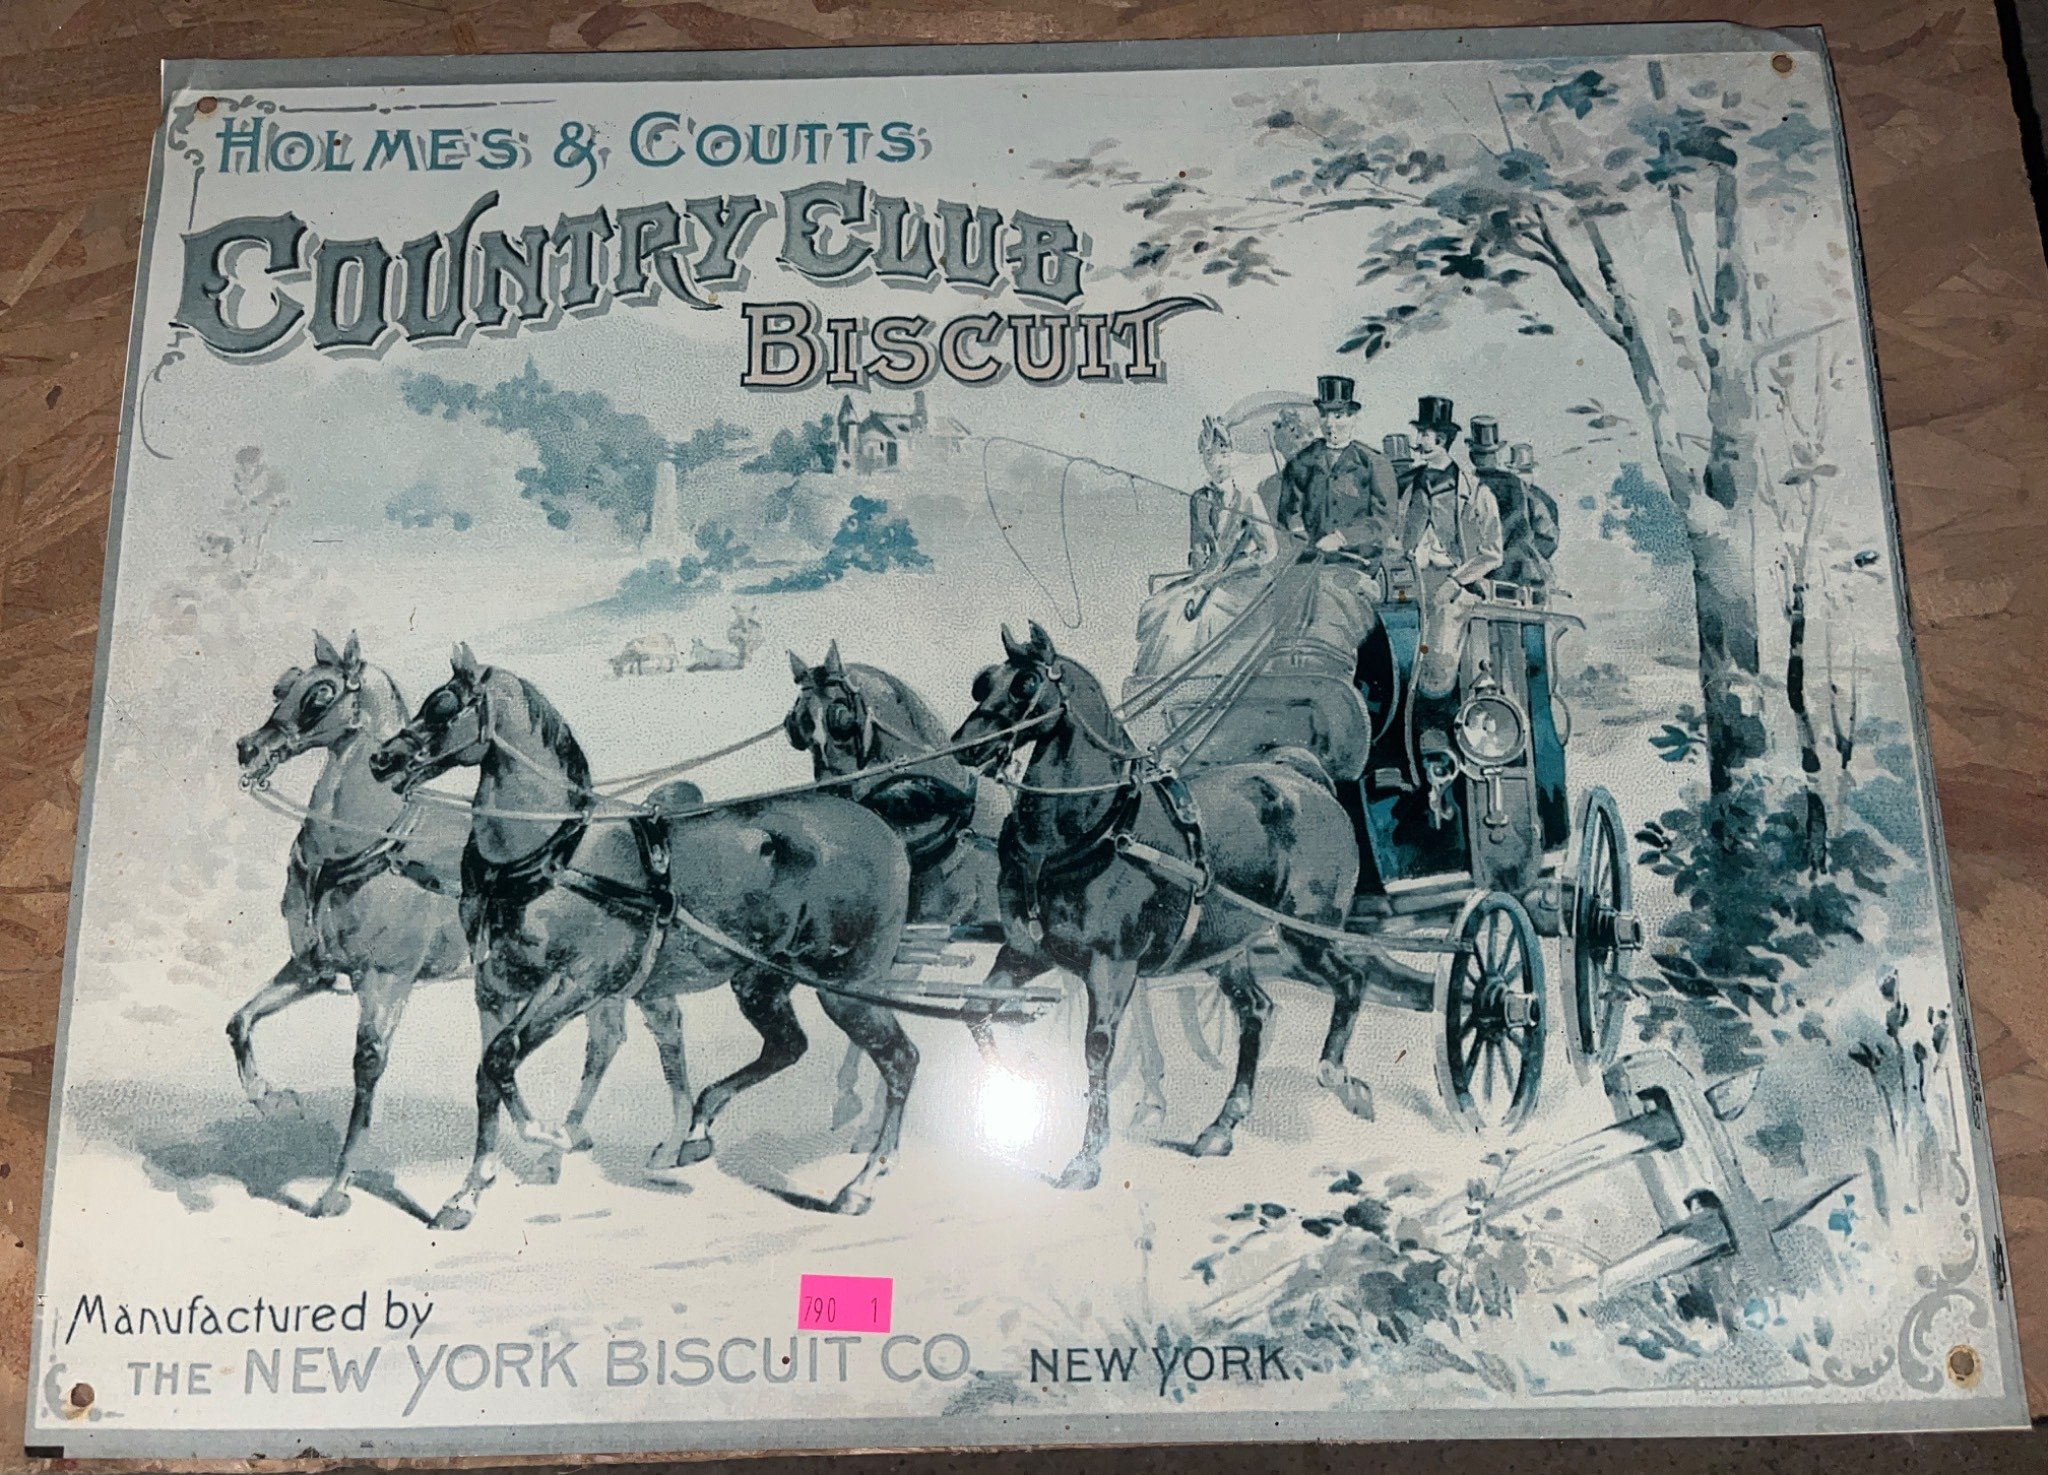 HOLMES & COUTTS
COUNTRY CLUB
BISCUIT
790 1
Manufactured by
THE NEW YORK BISCUIT CO. NEW YORK.